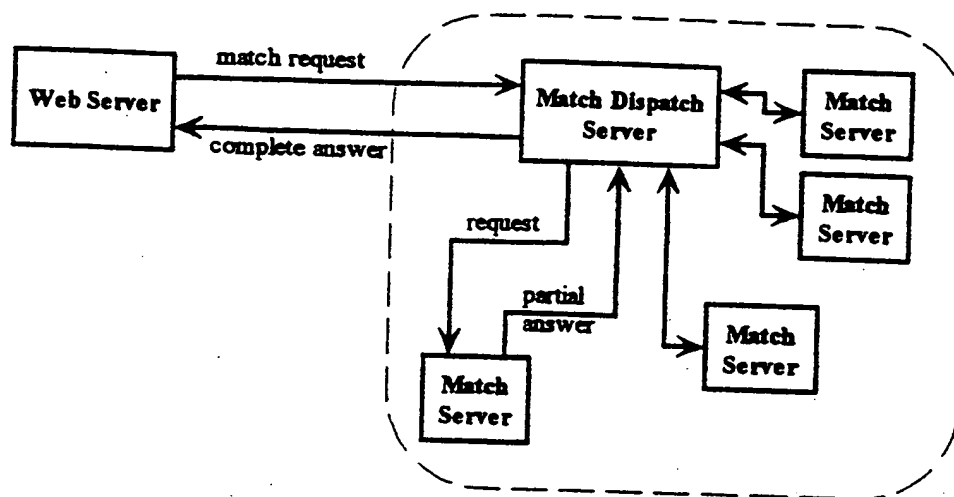 match request
Web Server
complete answer
Match Dispatch
Server
Match
Server
Match
Server
request
partial
answer
Match
Server
Match
Server